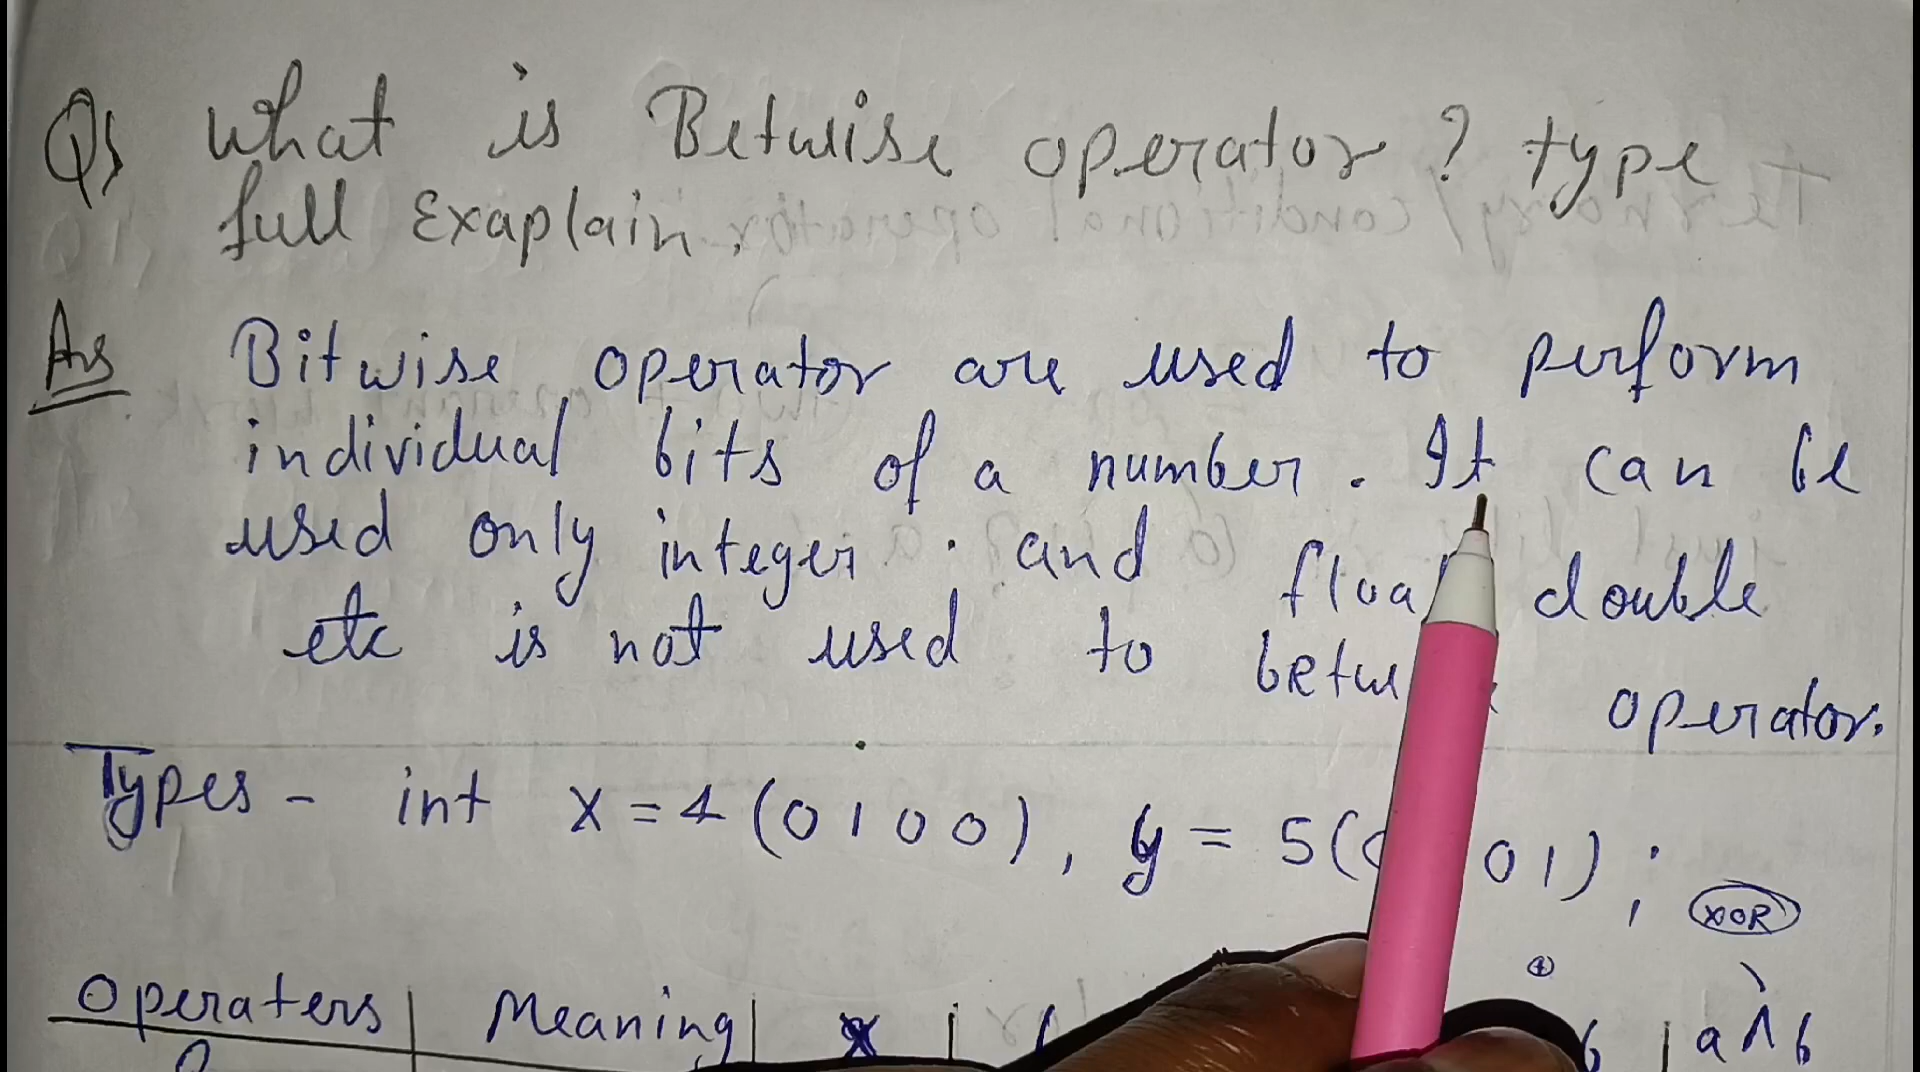 Qs What is Betwise operator? type
full Exaplain.
Ans Bitwise operator are used to perform
individual bits of a number. It can be
used only integer. and double
etc is not used to operator.
Types - int x = 4 (0100), y = 5( 01);
XOR
Operaters | Meaning | x | 6 | a^b